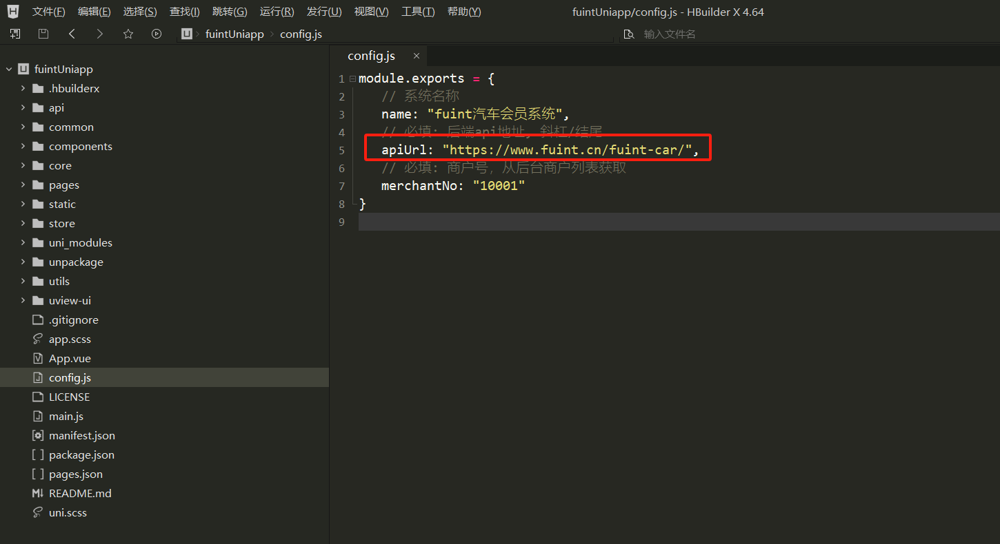 文件(F) 编辑(E) 选择(S) 查找(I) 跳转(G) 运行(R) 发行(U) 视图(V) 工具(T) 帮助(Y) fuintUniapp/config.js - HBuilder X 4.64
fuintUniapp config.js 输入文件名
config.js
fuintUniapp
.hbuilderx
api
common
components
core
pages
static
store
uni_modules
unpackage
utils
uview-ui
.gitignore
app.scss
App.vue
config.js
LICENSE
main.js
manifest.json
package.json
pages.json
README.md
uni.scss
1 module.exports = {
2 // 系统名称
3 name: "fuint汽车会员系统",
4 // 必填: 后端api地址, 斜杠/结尾
5 apiUrl: "https://www.fuint.cn/fuint-car/",
6 // 必填: 商户号, 从后台商户列表获取
7 merchantNo: "10001"
8 }
9